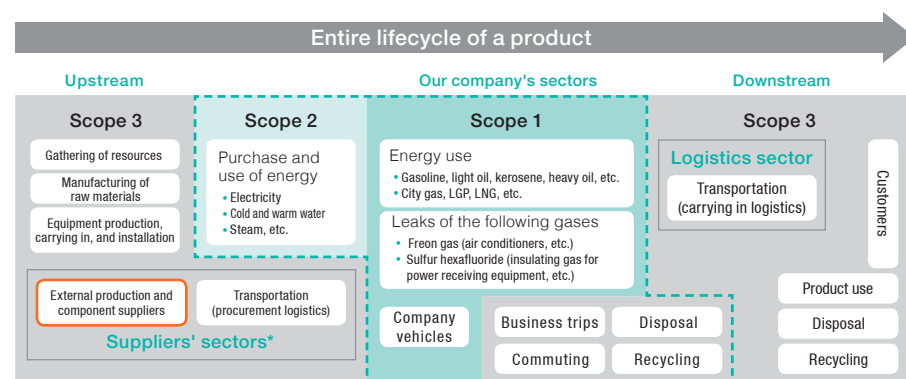 Entire lifecycle of a product
Upstream
Our company's sectors
Downstream
Scope 3
Gathering of resources
Manufacturing of
raw materials
Equipment production,
carrying in, and installation
External production and
component suppliers
Transportation
(procurement logistics)
Suppliers' sectors*
Scope 2
Purchase and
use of energy
• Electricity
• Cold and warm water
• Steam, etc.
Scope 1
Energy use
• Gasoline, light oil, kerosene, heavy oil, etc.
• City gas, LGP, LNG, etc.
Leaks of the following gases
• Freon gas (air conditioners, etc.)
• Sulfur hexafluoride (insulating gas for
power receiving equipment, etc.)
Company
vehicles
Business trips
Disposal
Commuting
Recycling
Scope 3
Logistics sector
Transportation
(carrying in logistics)
Customers
Product use
Disposal
Recycling